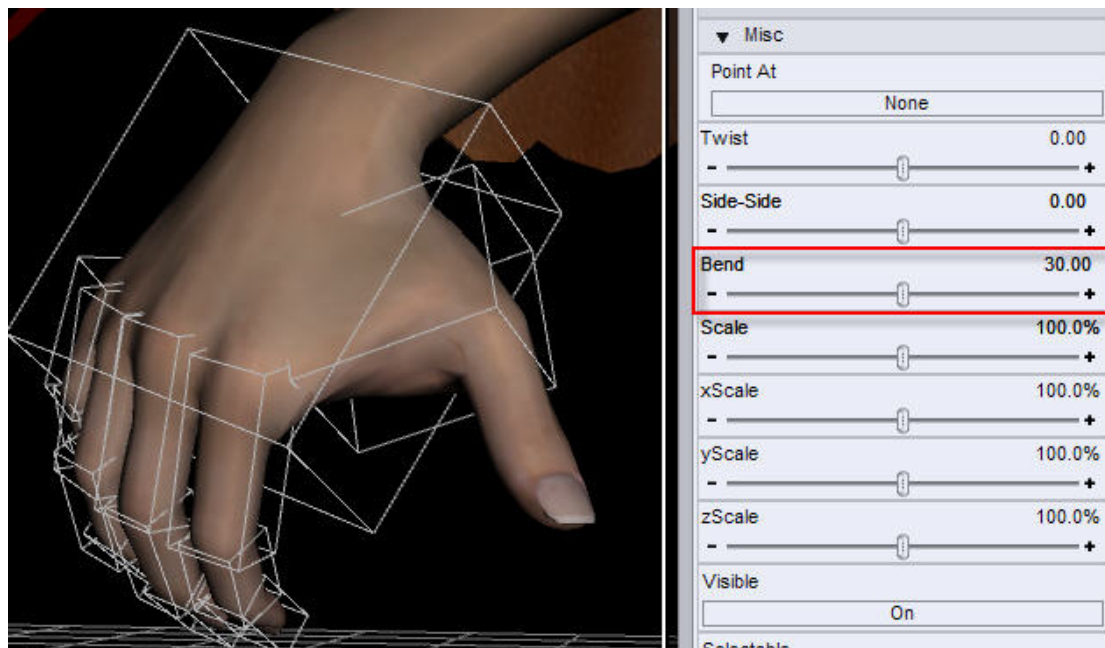 Misc
Point At
None
Twist 0.00
- +
Side-Side 0.00
- +
Bend 30.00
- +
Scale 100.0%
- +
xScale 100.0%
- +
yScale 100.0%
- +
zScale 100.0%
- +
Visible
On